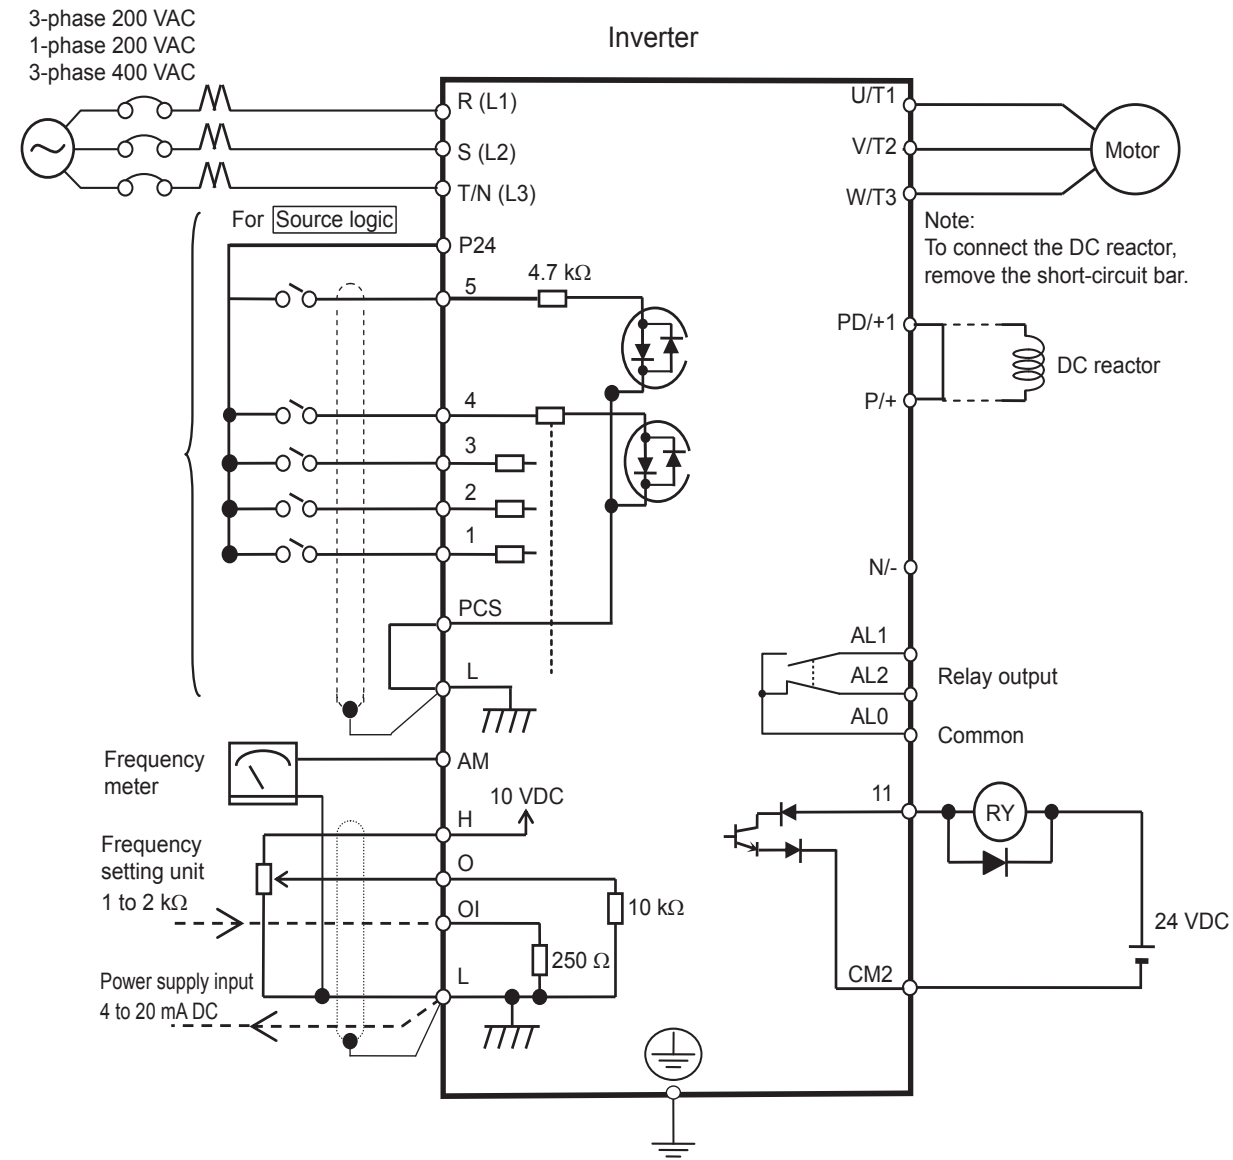 3-phase 200 VAC
1-phase 200 VAC
3-phase 400 VAC
Inverter
R (L1)
S (L2)
T/N (L3)
U/T1
V/T2
W/T3
Motor
For Source logic
P24
5
4.7 kΩ
4
3
2
1
PCS
L
Note:
To connect the DC reactor,
remove the short-circuit bar.
PD/+1
P/+
DC reactor
N/-
AL1
AL2
AL0
Relay output
Common
Frequency
meter
AM
10 VDC
H
Frequency
setting unit
1 to 2 kΩ
O
OI
10 kΩ
250 Ω
L
Power supply input
4 to 20 mA DC
11
RY
24 VDC
CM2